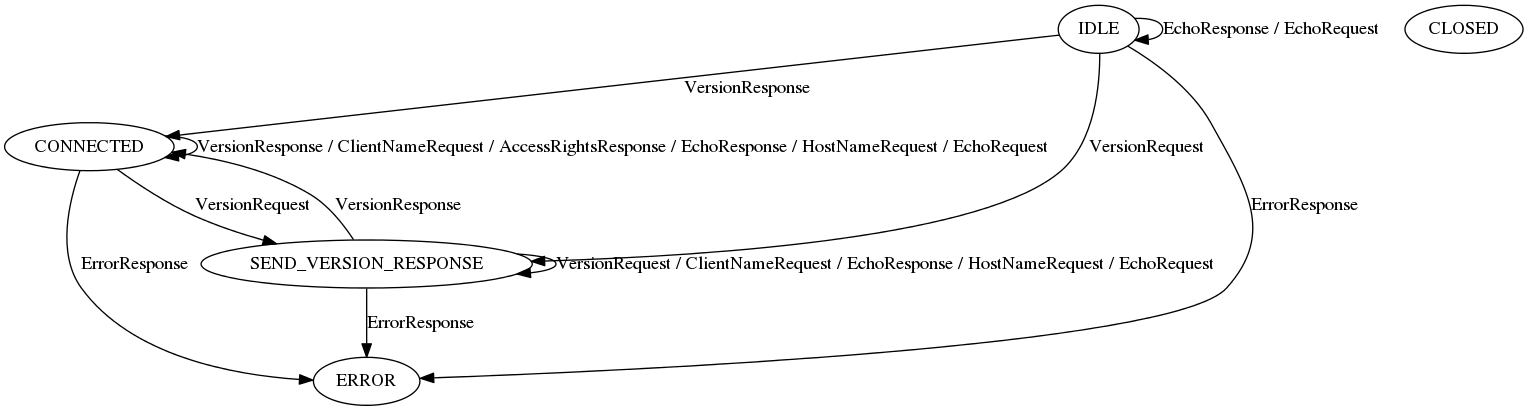 IDLE
EchoResponse / EchoRequest
CLOSED
VersionResponse
CONNECTED
VersionResponse / ClientNameRequest / AccessRightsResponse / EchoResponse / HostNameRequest / EchoRequest
VersionRequest
VersionRequest
VersionResponse
ErrorResponse
ErrorResponse
SEND_VERSION_RESPONSE
VersionRequest / ClientNameRequest / EchoResponse / HostNameRequest / EchoRequest
ErrorResponse
ERROR